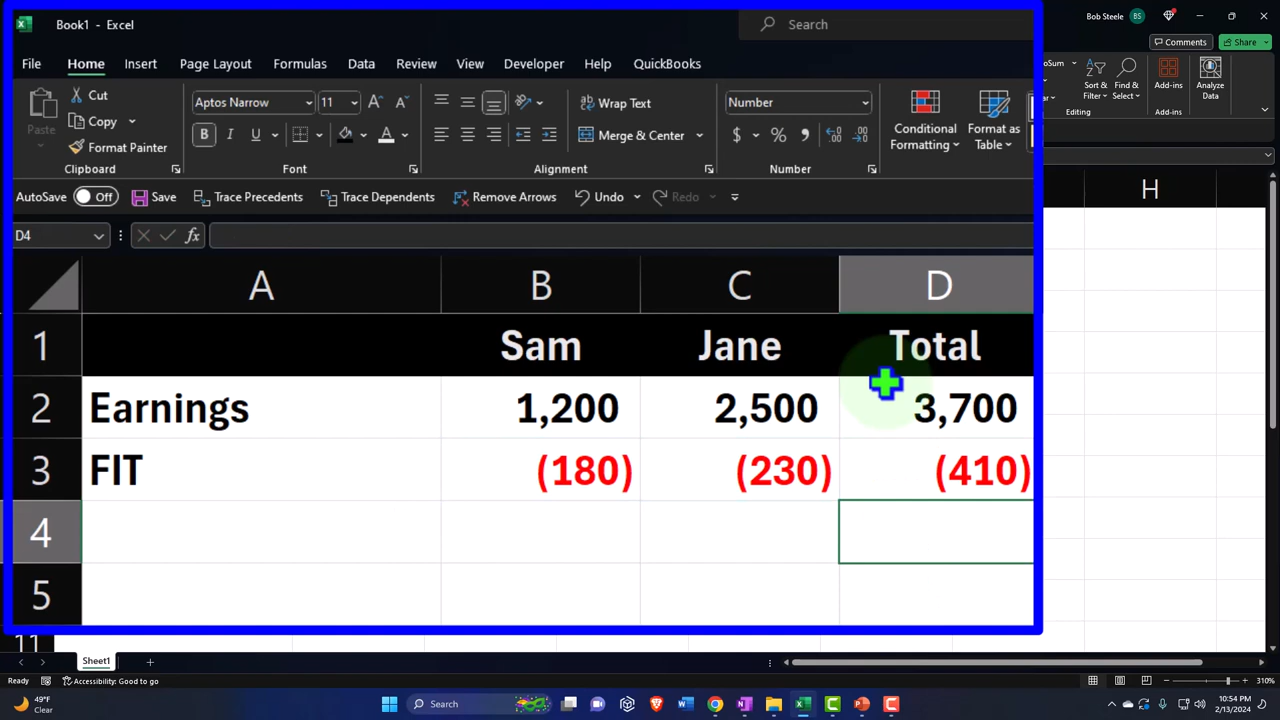 Book1 - Excel
Search
Bob Steele BS
File Home Insert Page Layout Formulas Data Review View Developer Help QuickBooks
Comments Share
Paste
Cut
Copy
Format Painter
Clipboard
Aptos Narrow 11
B I U A
Font
Wrap Text
Merge & Center
Alignment
Number
$ %
Number
Conditional Formatting
Format as Table
Sort & Filter
Find & Select
Editing
Add-ins
Add-ins
Analyze Data
AutoSave Off Save Trace Precedents Trace Dependents Remove Arrows Undo Redo
D4 fx
A B C D H
1 Sam Jane Total
2 Earnings 1,200 2,500 3,700
3 FIT (180) (230) (410)
4
5
11
Sheet1
Ready Accessibility: Good to go 310%
49°F
Clear
Search
10:54 PM
2/13/2024